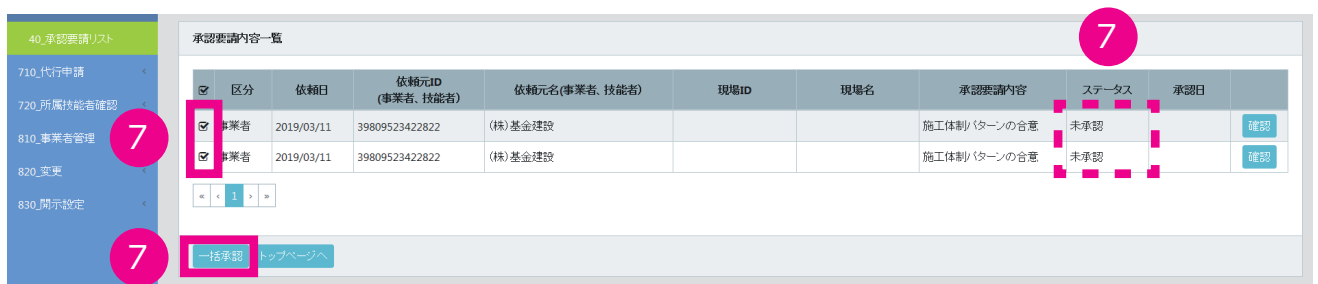 40_承認要請リスト
710_代行申請
720_所属技能者確認
810_事業者管理
820_変更
830_開示設定
承認要請内容一覧
7
区分 依頼日 依頼元ID (事業者、技能者) 依頼元名(事業者、技能者) 現場ID 現場名 承認要請内容 ステータス 承認日
7
事業者 2019/03/11 39809523422822 (株)基金建設 施工体制パターンの合意 未承認 確認
事業者 2019/03/11 39809523422822 (株)基金建設 施工体制パターンの合意 未承認 確認
« ‹ 1 › »
7
一括承認 トップページへ